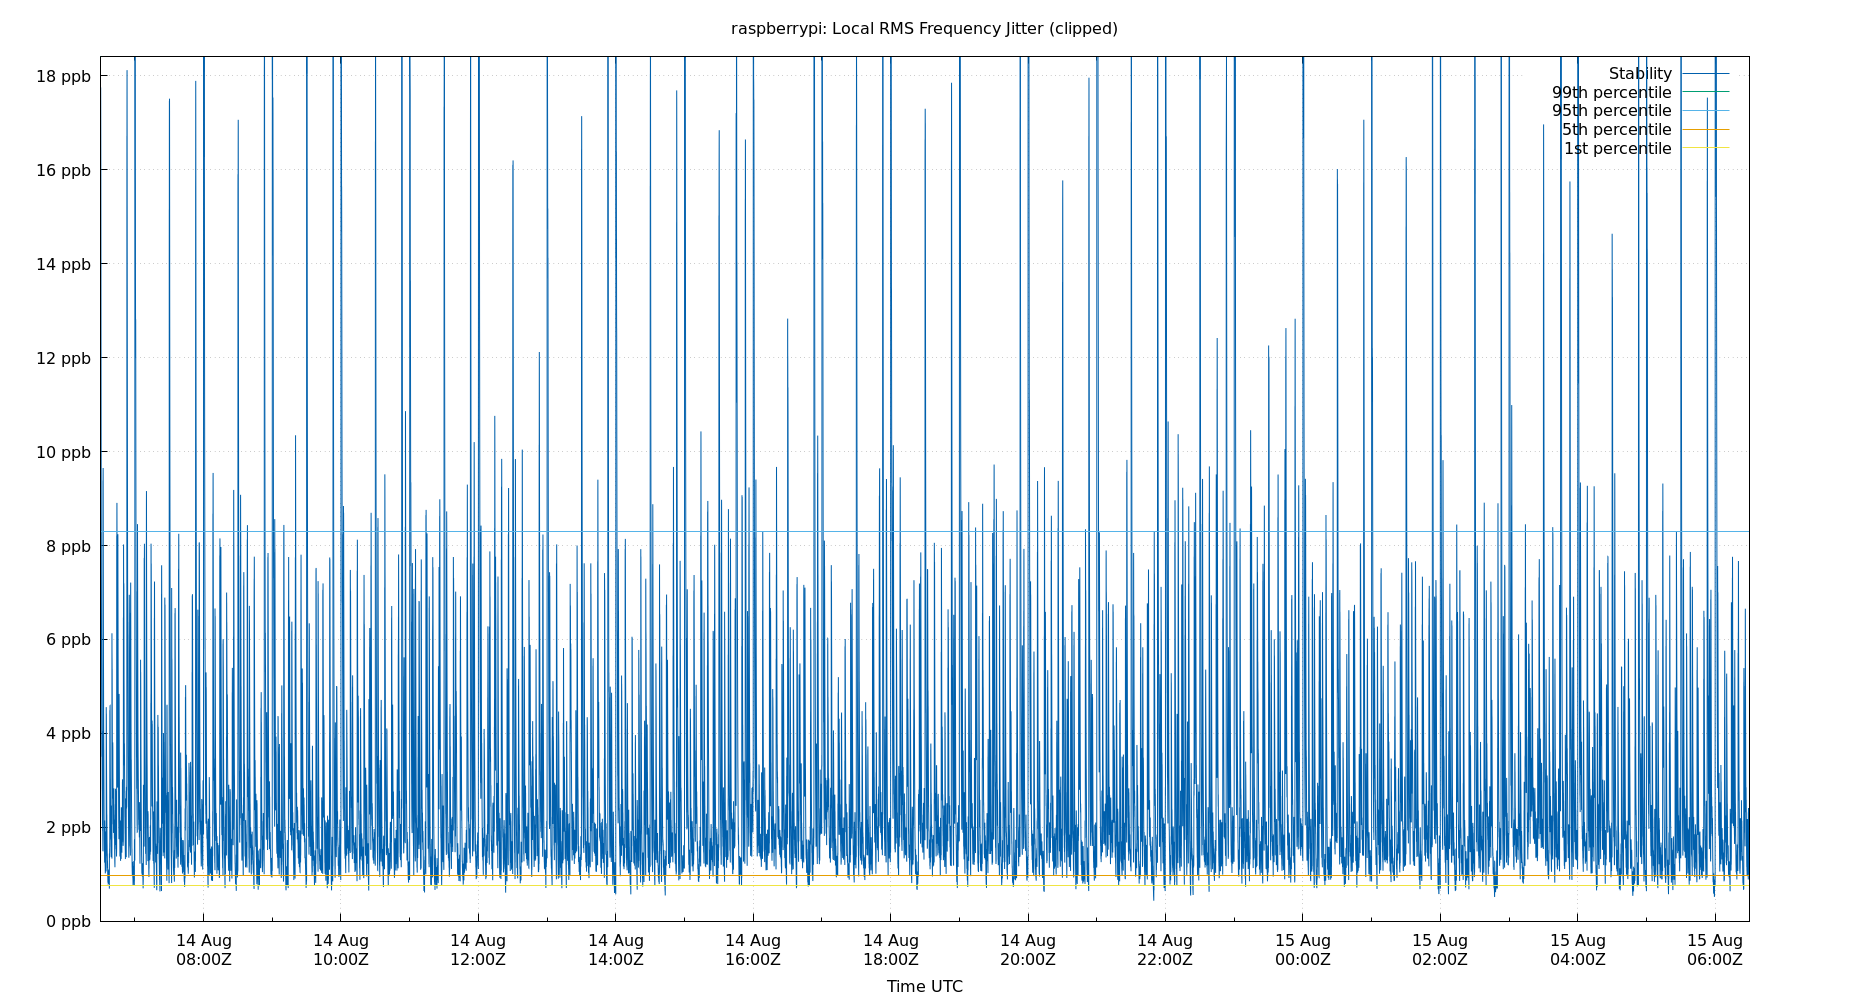 raspberrypi: Local RMS Frequency Jitter (clipped)
18 ppb
16 ppb
14 ppb
12 ppb
10 ppb
8 ppb
6 ppb
4 ppb
2 ppb
0 ppb
Stability
99th percentile
95th percentile
5th percentile
1st percentile
14 Aug 14 Aug 14 Aug 14 Aug 14 Aug 14 Aug 14 Aug 14 Aug 15 Aug 15 Aug 15 Aug 15 Aug
08:00Z 10:00Z 12:00Z 14:00Z 16:00Z 18:00Z 20:00Z 22:00Z 00:00Z 02:00Z 04:00Z 06:00Z
Time UTC